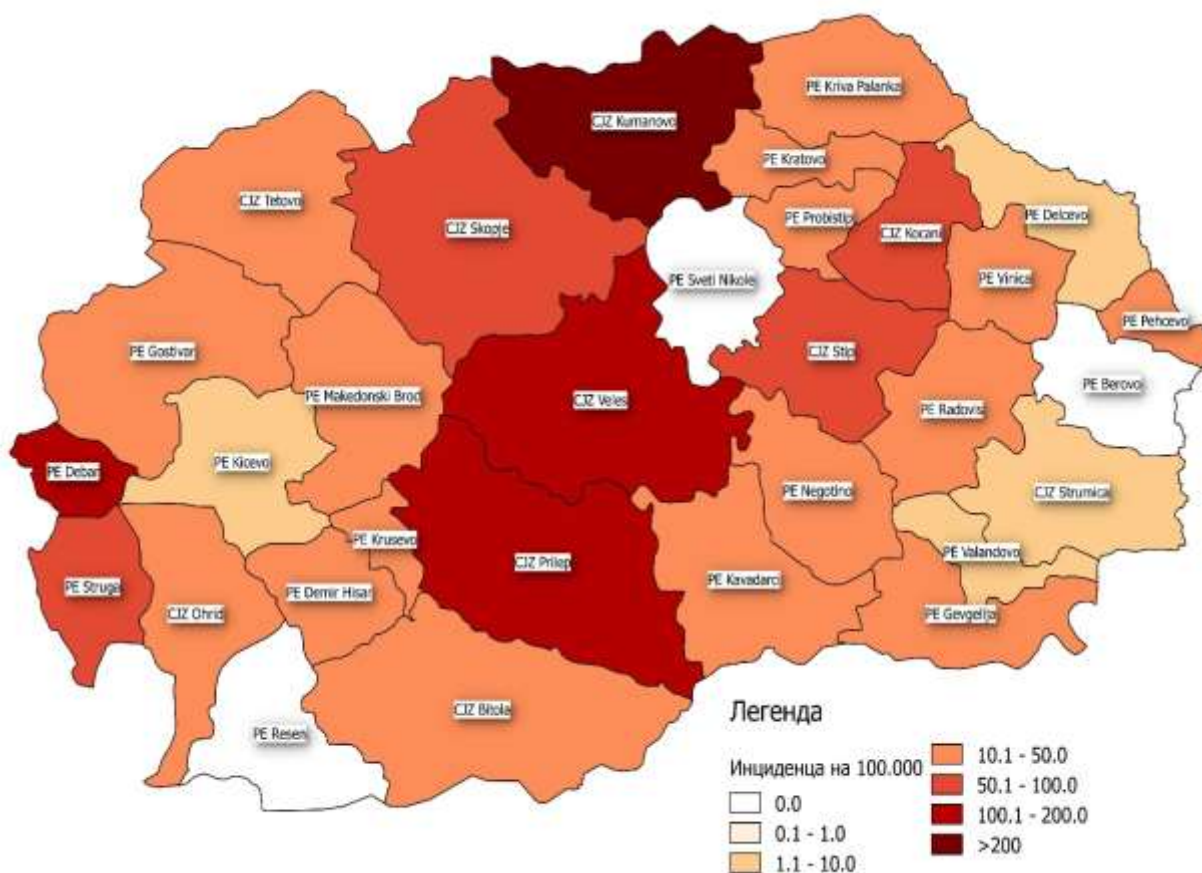 PE Kriva Palanka
CJZ Kumanovo
PE Kratovo
CJZ Tetovo
PE Probistip
PE Delcevo
CJZ Skopje
CJZ Kocani
PE Sveti Nikole
PE Vinica
PE Pehcevo
PE Gostivar
CJZ Stip
PE Berovo
PE Makedonski Brod
CJZ Veles
PE Radovis
PE Debar
PE Kicevo
PE Negotino
CJZ Strumica
PE Krusevo
PE Valandovo
CJZ Prilep
PE Kavadarci
PE Struga
PE Demir Hisar
CJZ Ohrid
PE Gevgelija
CJZ Bitola
PE Resen
Легенда
Инциденца на 100.000
0.0
0.1 - 1.0
1.1 - 10.0
10.1 - 50.0
50.1 - 100.0
100.1 - 200.0
>200